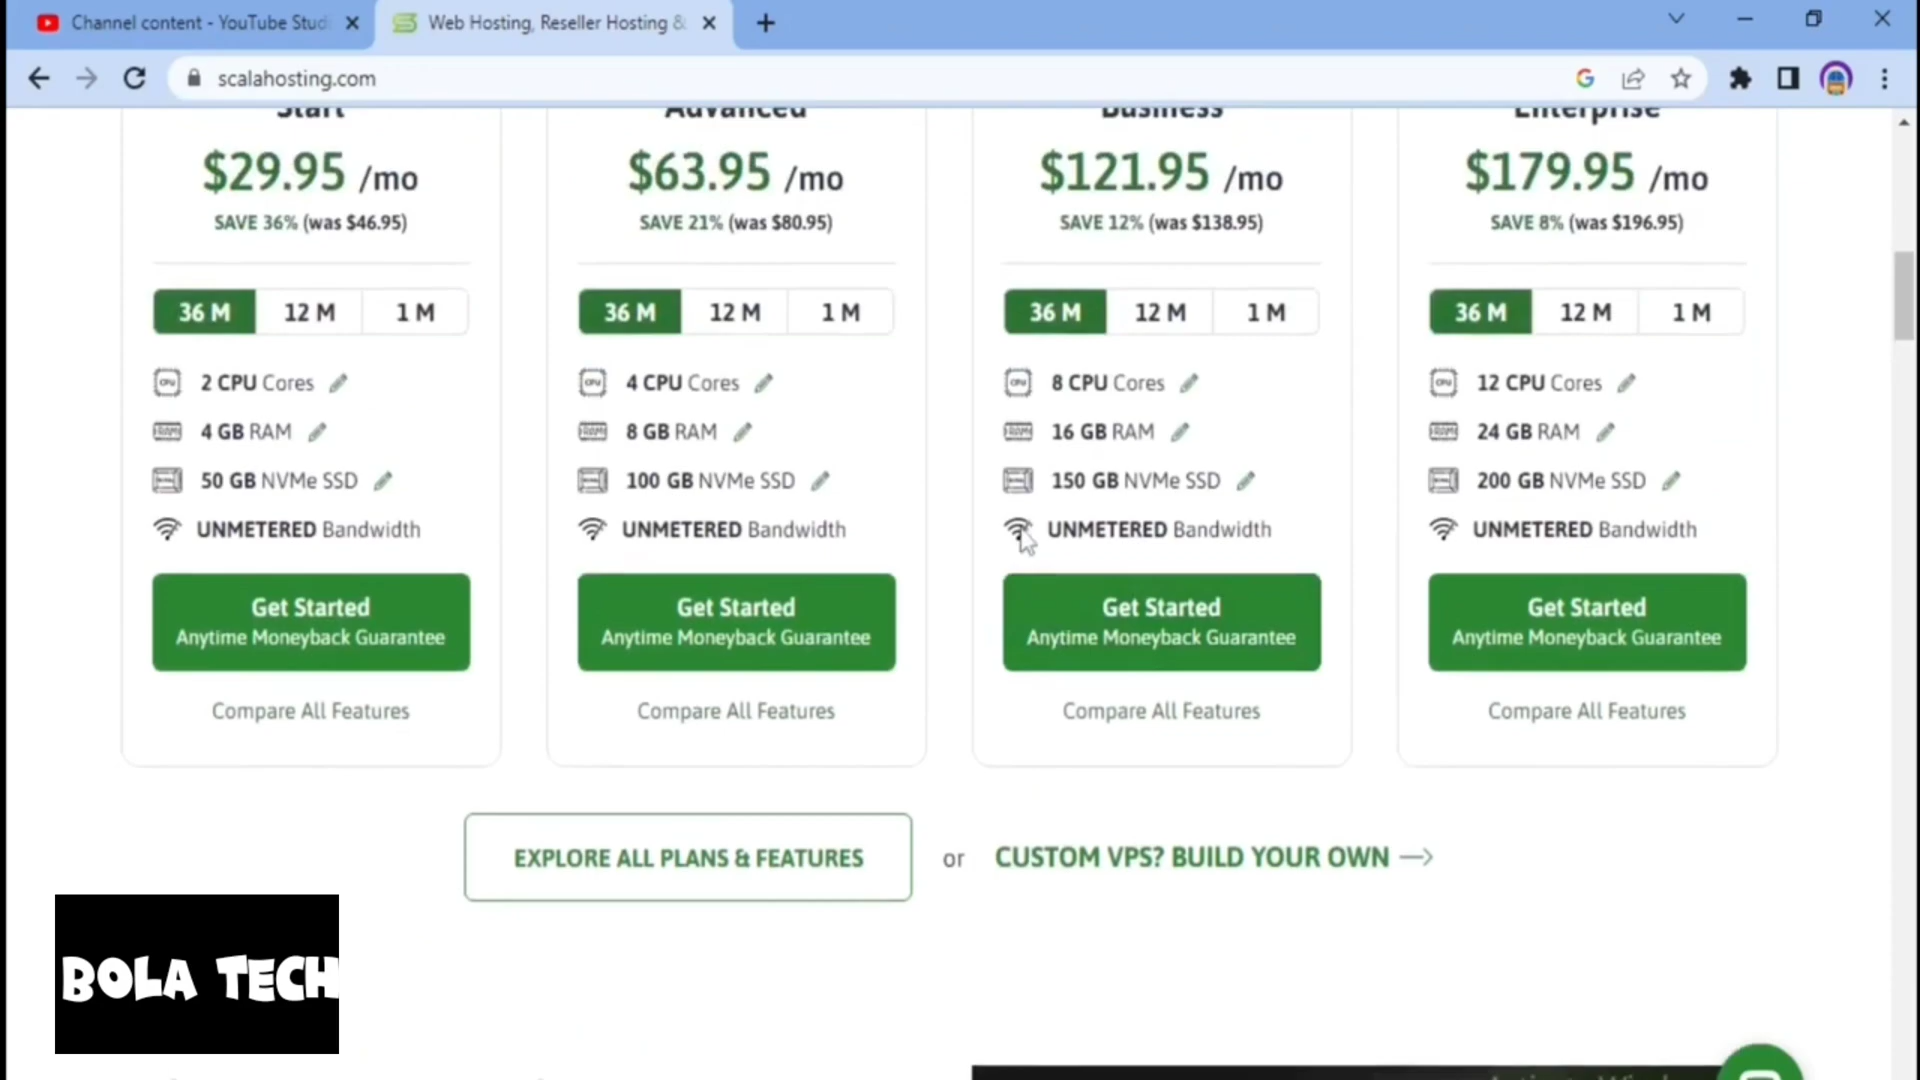 Channel content - YouTube Studi
Web Hosting, Reseller Hosting &
scalahosting.com
Start
$29.95 /mo
SAVE 36% (was $46.95)
36 M 12 M 1 M
2 CPU Cores
4 GB RAM
50 GB NVMe SSD
UNMETERED Bandwidth
Get Started
Anytime Moneyback Guarantee
Compare All Features
Advanced
$63.95 /mo
SAVE 21% (was $80.95)
36 M 12 M 1 M
4 CPU Cores
8 GB RAM
100 GB NVMe SSD
UNMETERED Bandwidth
Get Started
Anytime Moneyback Guarantee
Compare All Features
Business
$121.95 /mo
SAVE 12% (was $138.95)
36 M 12 M 1 M
8 CPU Cores
16 GB RAM
150 GB NVMe SSD
UNMETERED Bandwidth
Get Started
Anytime Moneyback Guarantee
Compare All Features
Enterprise
$179.95 /mo
SAVE 8% (was $196.95)
36 M 12 M 1 M
12 CPU Cores
24 GB RAM
200 GB NVMe SSD
UNMETERED Bandwidth
Get Started
Anytime Moneyback Guarantee
Compare All Features
EXPLORE ALL PLANS & FEATURES or CUSTOM VPS? BUILD YOUR OWN
BOLA TECH